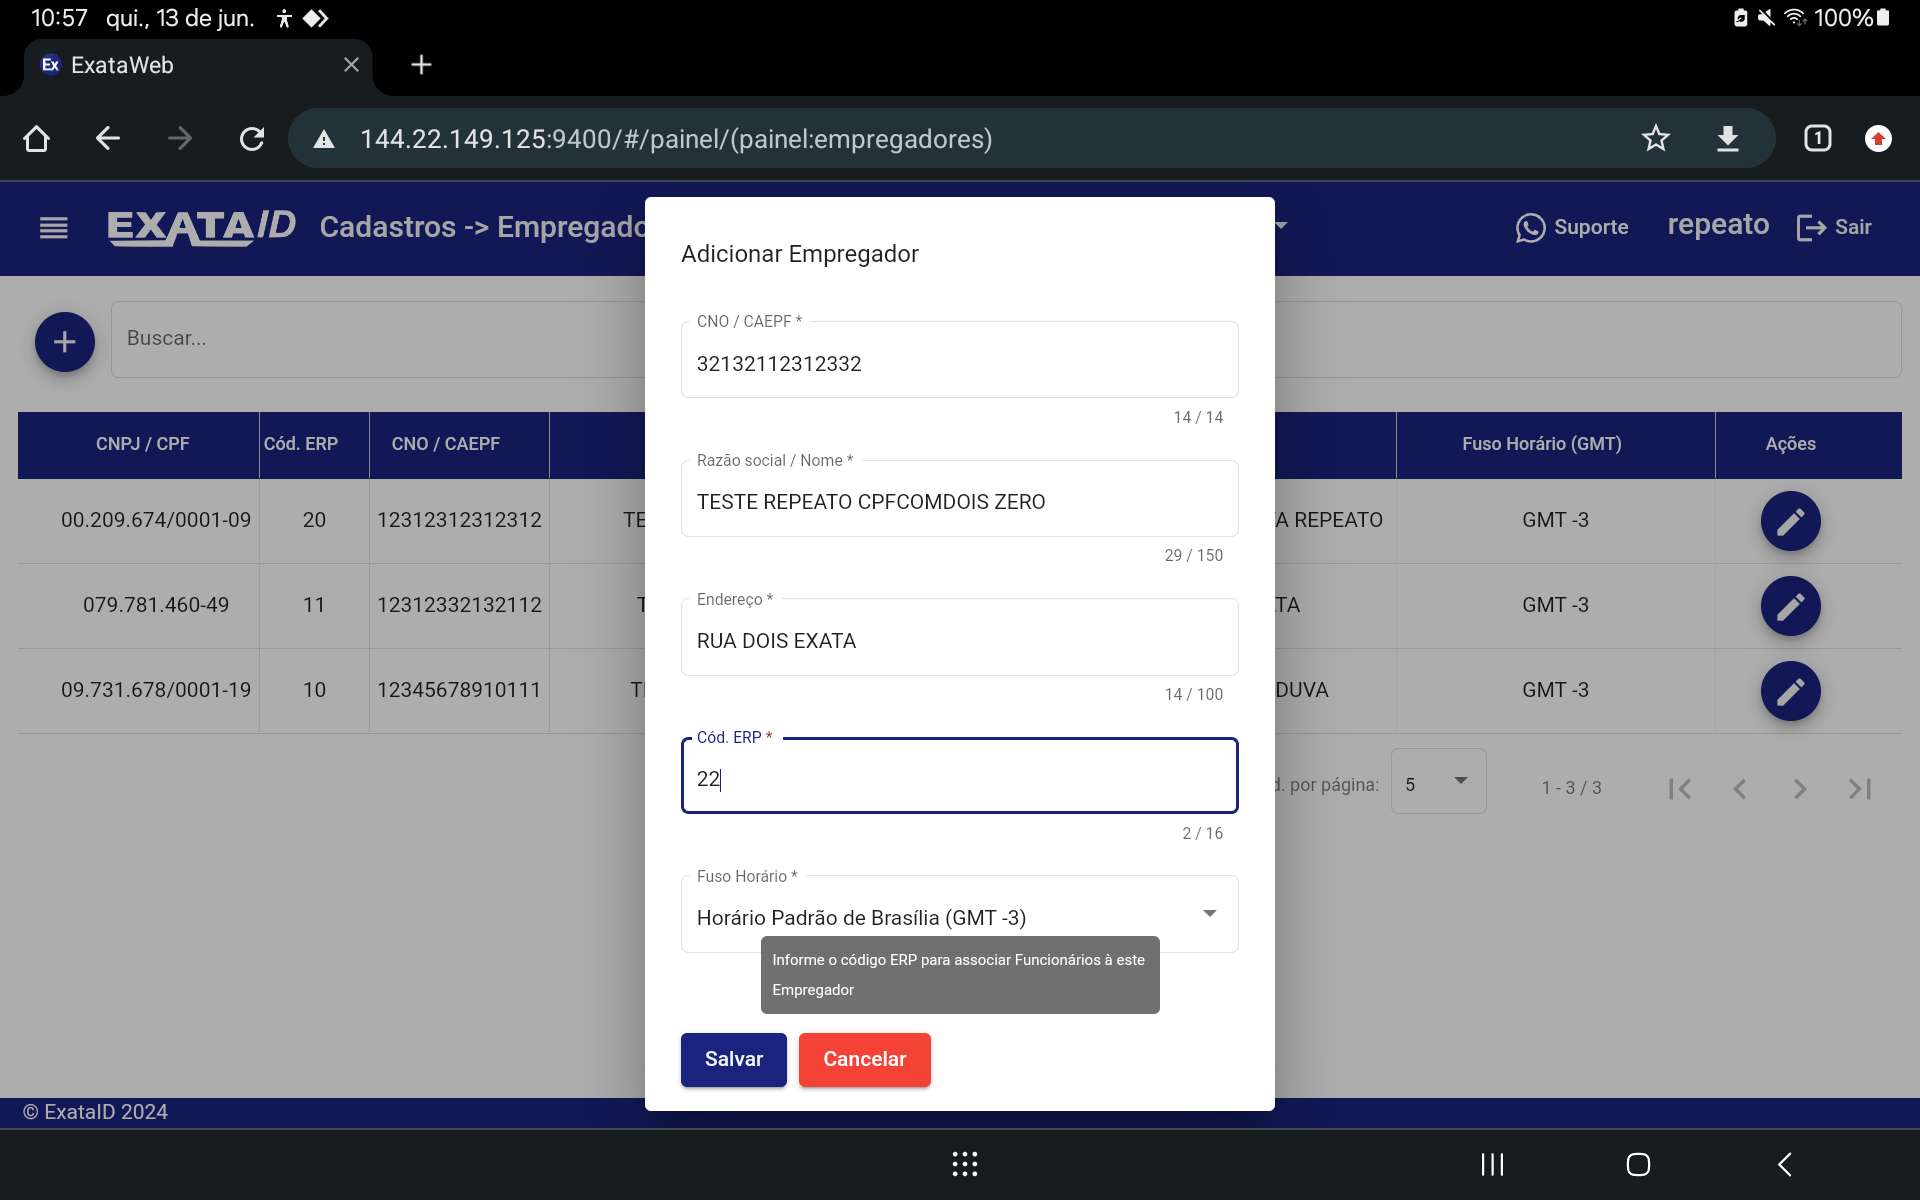 10:57 qui., 13 de jun. 100%
Ex ExataWeb
144.22.149.125:9400/#/painel/(painel:empregadores) 1
EXATAID Cadastros -> Empregado Suporte repeato Sair
Buscar...
CNPJ / CPF Cód. ERP CNO / CAEPF Fuso Horário (GMT) Ações
00.209.674/0001-09 20 12312312312312 TE A REPEATO GMT -3
079.781.460-49 11 12312332132112 T TA GMT -3
09.731.678/0001-19 10 12345678910111 DUVA GMT -3
d. por página: 5 1 - 3 / 3
Adicionar Empregador
CNO / CAEPF *
32132112312332
14 / 14
Razão social / Nome *
TESTE REPEATO CPFCOMDOIS ZERO
29 / 150
Endereço *
RUA DOIS EXATA
14 / 100
Cód. ERP *
22
2 / 16
Fuso Horário *
Horário Padrão de Brasília (GMT -3)
Informe o código ERP para associar Funcionários à este
Empregador
Salvar Cancelar
© ExataID 2024